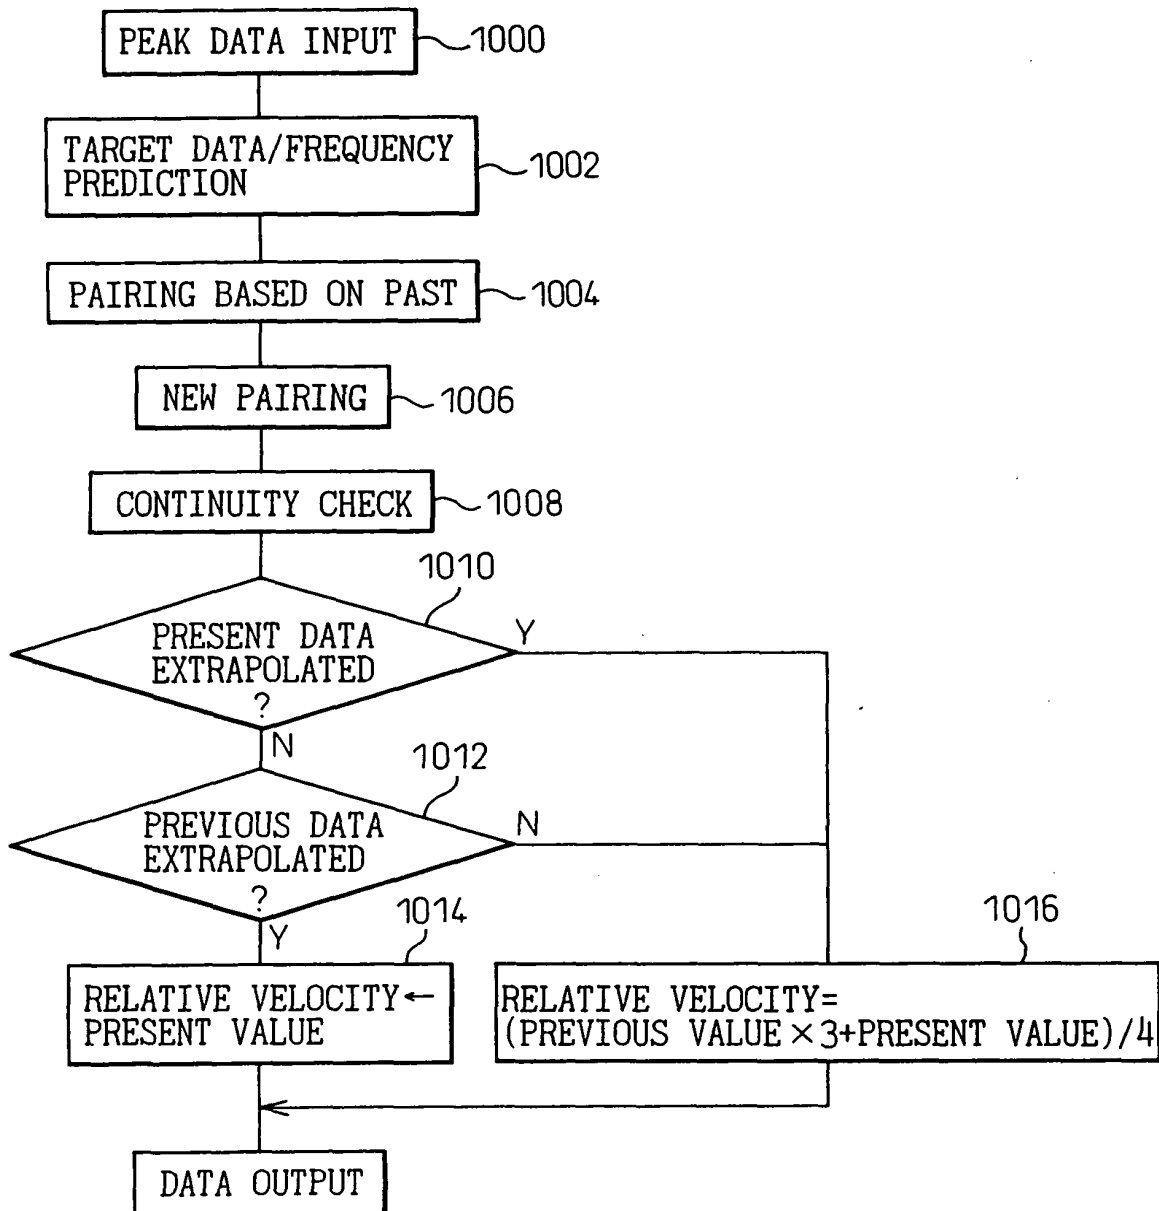 PEAK DATA INPUT
1000
TARGET DATA/FREQUENCY
PREDICTION
1002
PAIRING BASED ON PAST
1004
NEW PAIRING
1006
CONTINUITY CHECK
1008
1010
PRESENT DATA
EXTRAPOLATED
?
Y
N
1012
PREVIOUS DATA
EXTRAPOLATED
?
N
Y
1014
RELATIVE VELOCITY←
PRESENT VALUE
1016
RELATIVE VELOCITY=
(PREVIOUS VALUE×3+PRESENT VALUE)/4
DATA OUTPUT